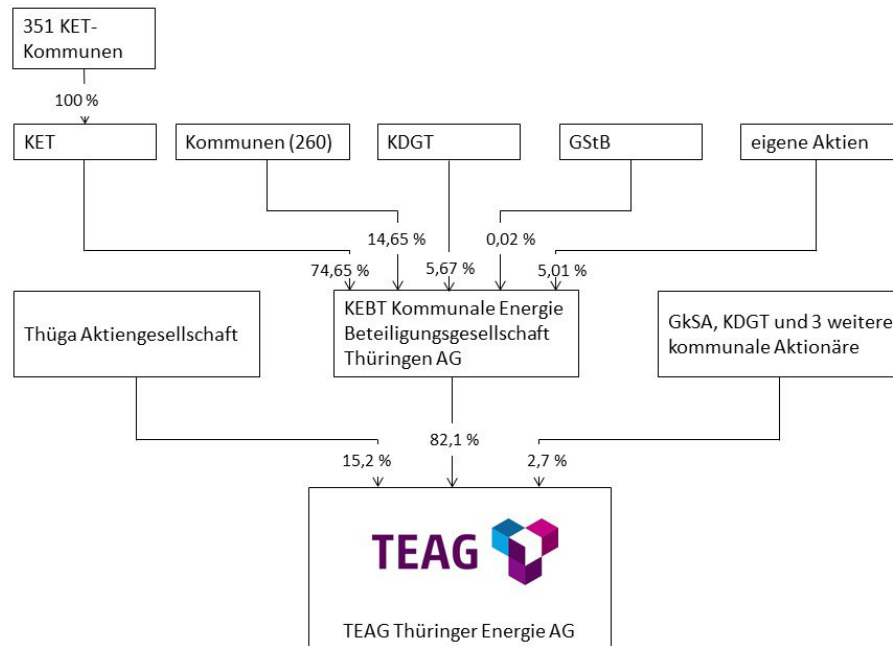 351 KET-
Kommunen
100 %
KET
Kommunen (260)
KDGT
GStB
eigene Aktien
14,65 %
0,02 %
74,65 %
5,67 %
5,01 %
Thüga Aktiengesellschaft
KEBT Kommunale Energie
Beteiligungsgesellschaft
Thüringen AG
GkSA, KDGT und 3 weitere
kommunale Aktionäre
82,1 %
15,2 %
2,7 %
TEAG
TEAG Thüringer Energie AG